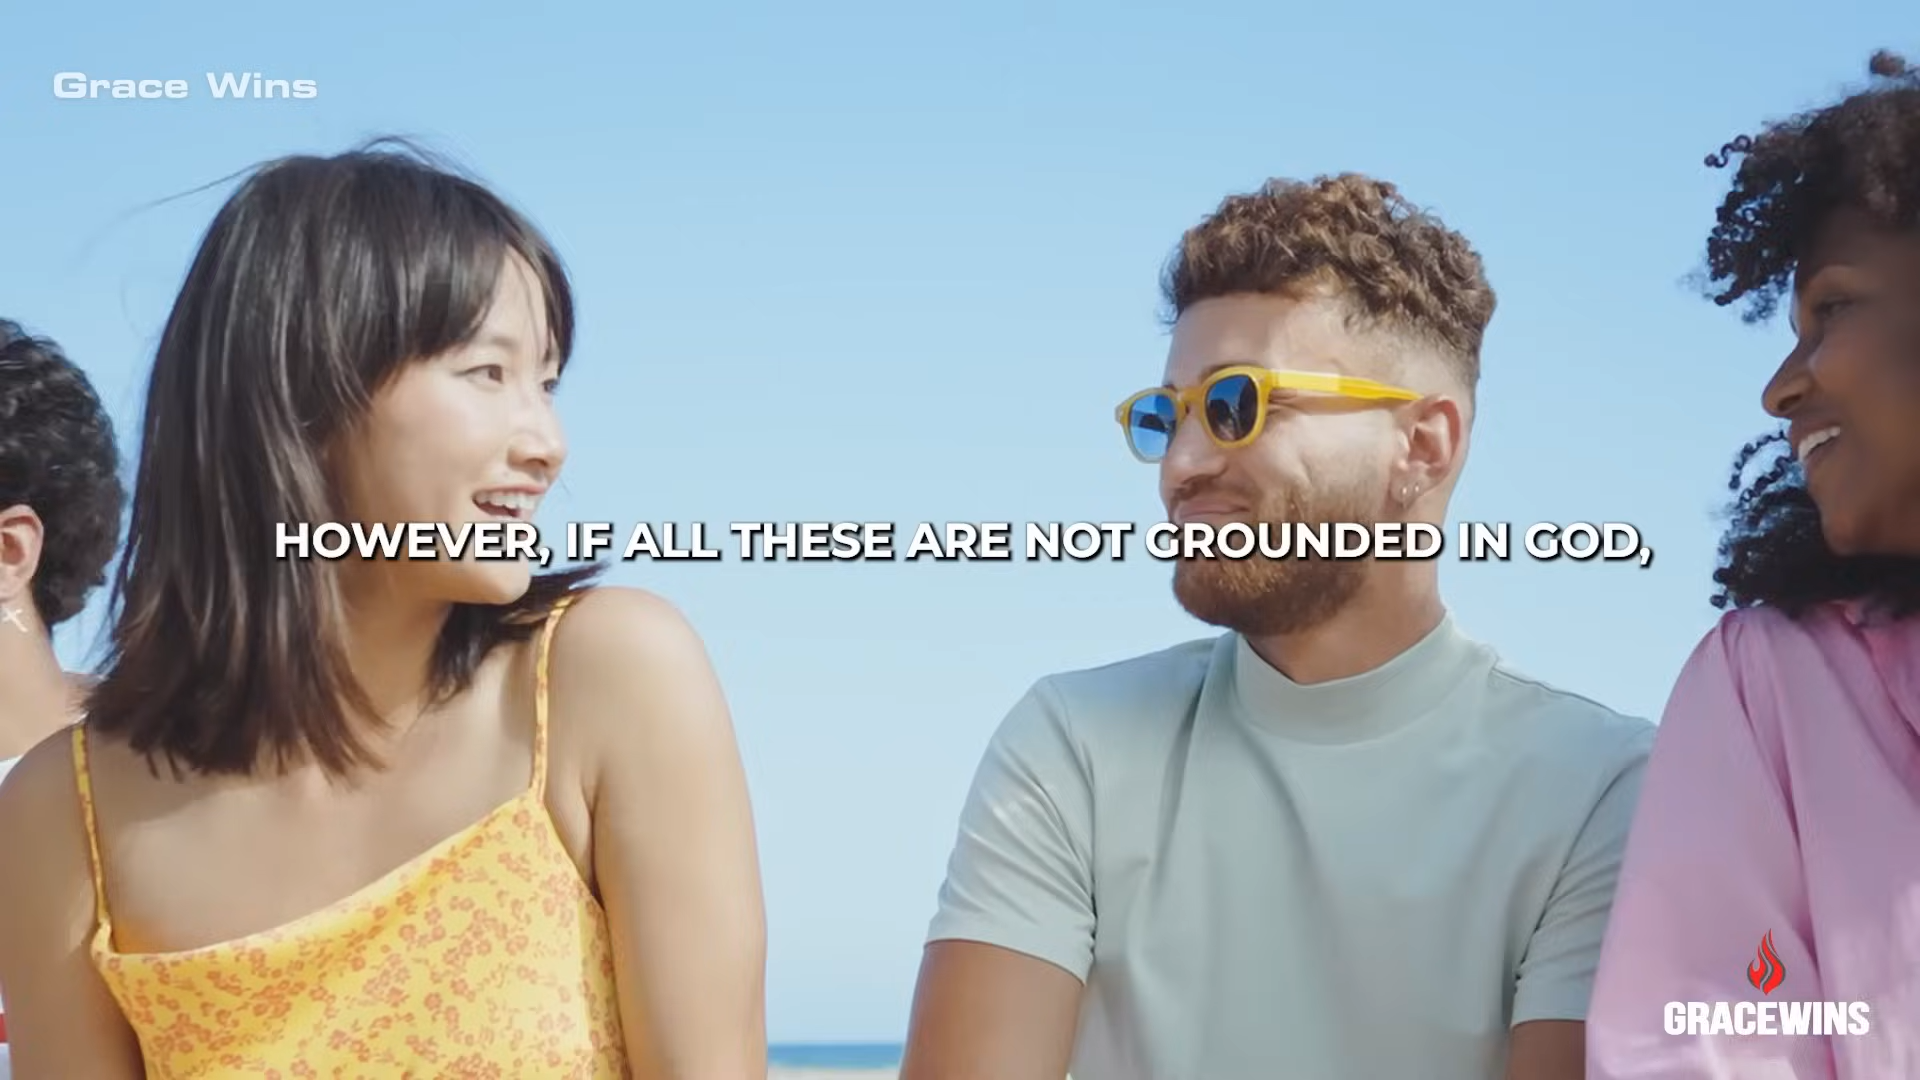 Grace Wins
HOWEVER, IF ALL THESE ARE NOT GROUNDED IN GOD,
GRACEWINS